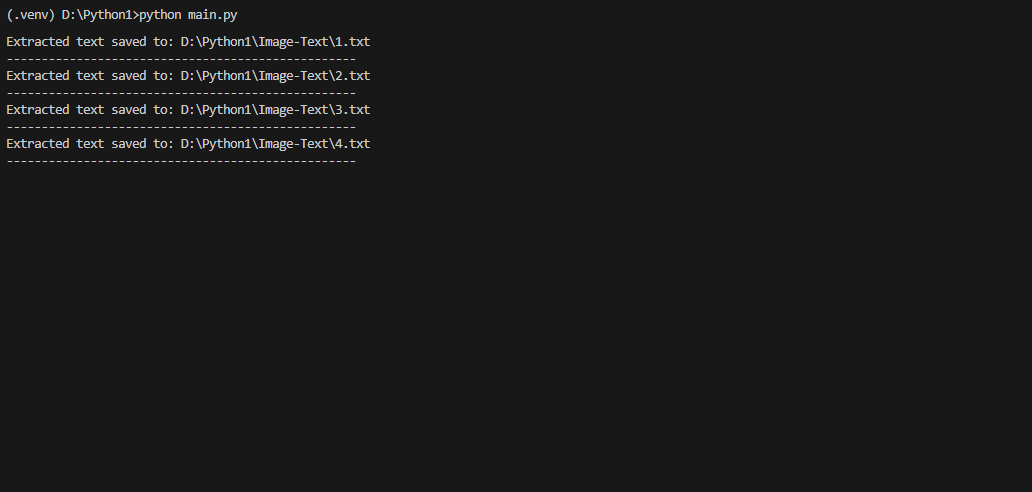 (.venv) D:\Python1>python main.py
Extracted text saved to: D:\Python1\Image-Text\1.txt
--------------------------------------------------
Extracted text saved to: D:\Python1\Image-Text\2.txt
--------------------------------------------------
Extracted text saved to: D:\Python1\Image-Text\3.txt
--------------------------------------------------
Extracted text saved to: D:\Python1\Image-Text\4.txt
--------------------------------------------------